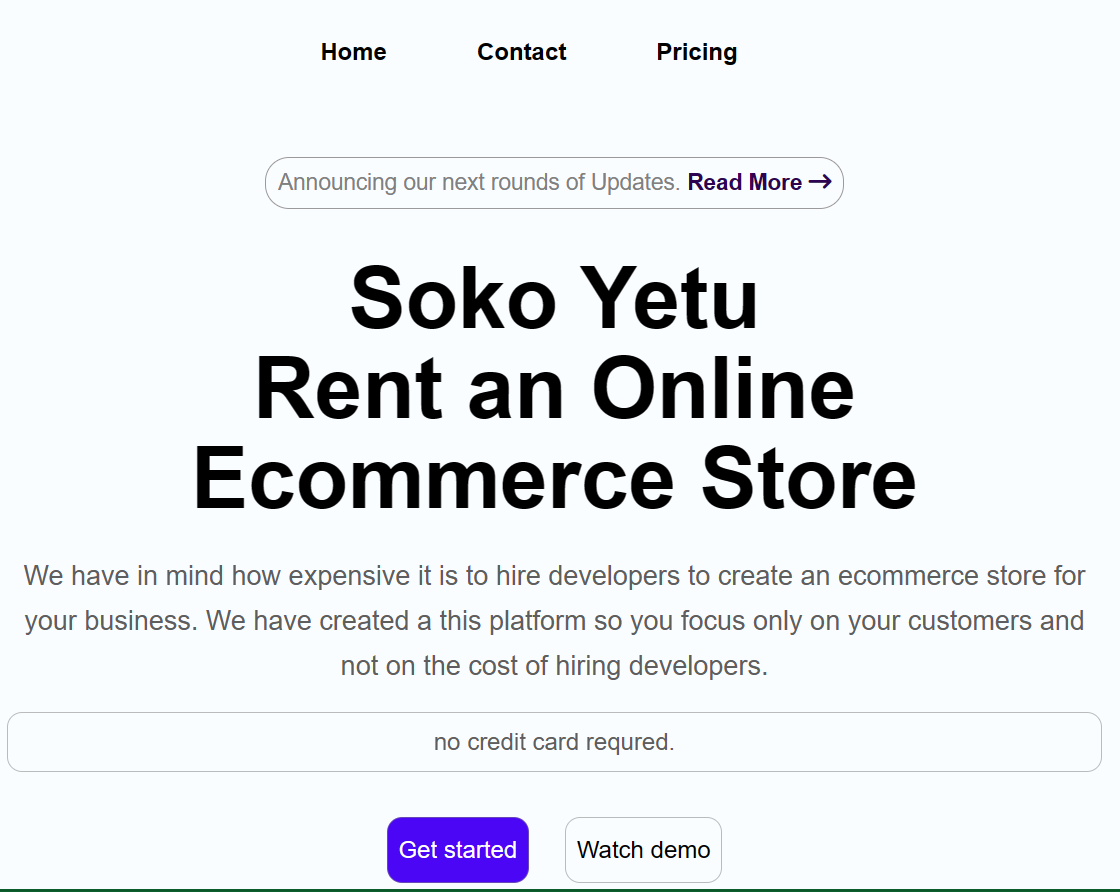 Home Contact Pricing
Announcing our next rounds of Updates. Read More →
Soko Yetu
Rent an Online
Ecommerce Store
We have in mind how expensive it is to hire developers to create an ecommerce store for
your business. We have created a this platform so you focus only on your customers and
not on the cost of hiring developers.
no credit card requred.
Get started Watch demo